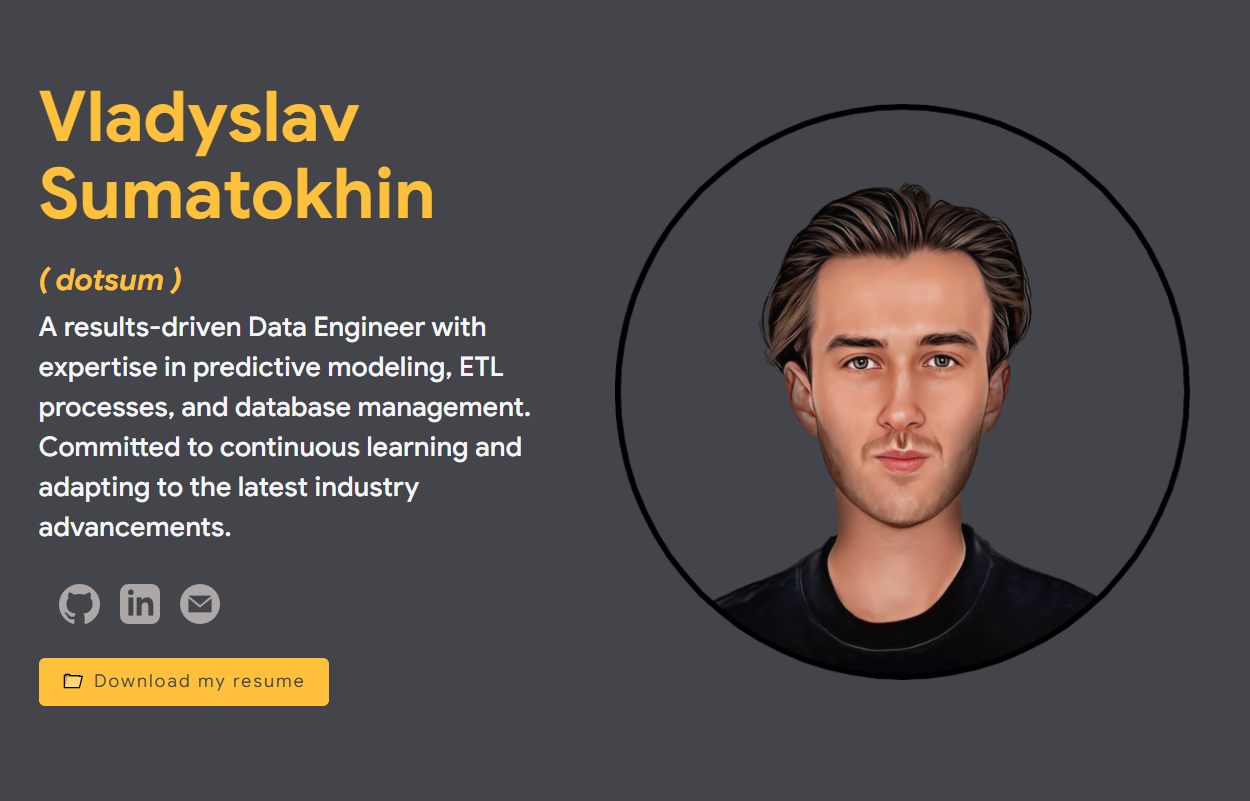 Vladyslav
Sumatokhin
( dotsum )
A results-driven Data Engineer with
expertise in predictive modeling, ETL
processes, and database management.
Committed to continuous learning and
adapting to the latest industry
advancements.
in
Download my resume